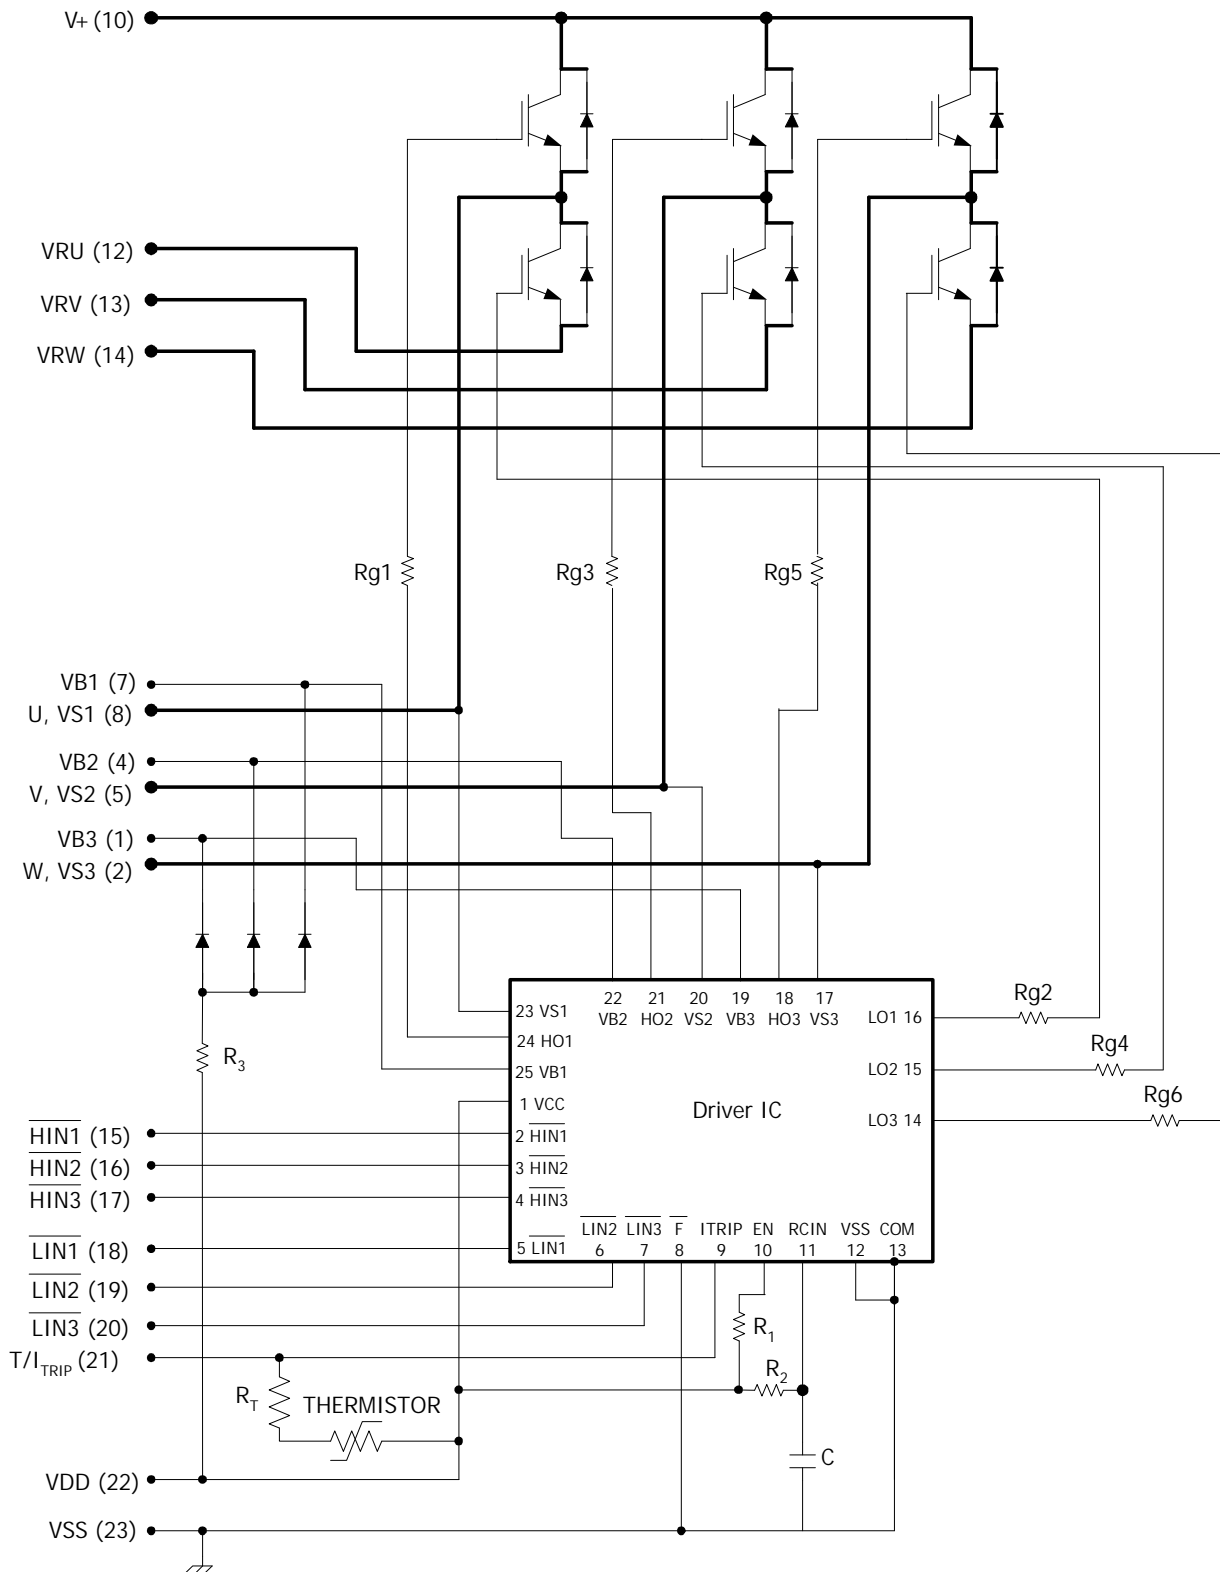 V+ (10)
VRU (12)
VRV (13)
VRW (14)
Rg1
Rg3
Rg5
VB1 (7)
U, VS1 (8)
VB2 (4)
V, VS2 (5)
VB3 (1)
W, VS3 (2)
23 VS1
24 HO1
25 VB1
1 VCC
2 HIN1
3 HIN2
4 HIN3
5 LIN1
22 21 20 19 18 17
VB2 HO2 VS2 VB3 HO3 VS3
LO1 16
LO2 15
LO3 14
Driver IC
Rg2
Rg4
Rg6
R3
HIN1 (15)
HIN2 (16)
HIN3 (17)
LIN1 (18)
LIN2 (19)
LIN3 (20)
T/ITRIP (21)
LIN2 LIN3 F ITRIP EN RCIN VSS COM
6 7 8 9 10 11 12 13
R1
R2
RT
THERMISTOR
C
VDD (22)
VSS (23)